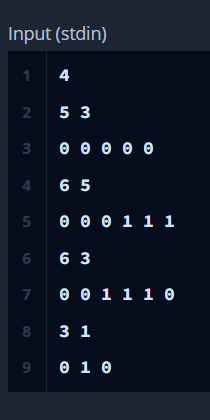 Input (stdin)
1 4
2 5 3
3 0 0 0 0 0
4 6 5
5 0 0 0 1 1 1
6 6 3
7 0 0 1 1 1 0
8 3 1
9 0 1 0